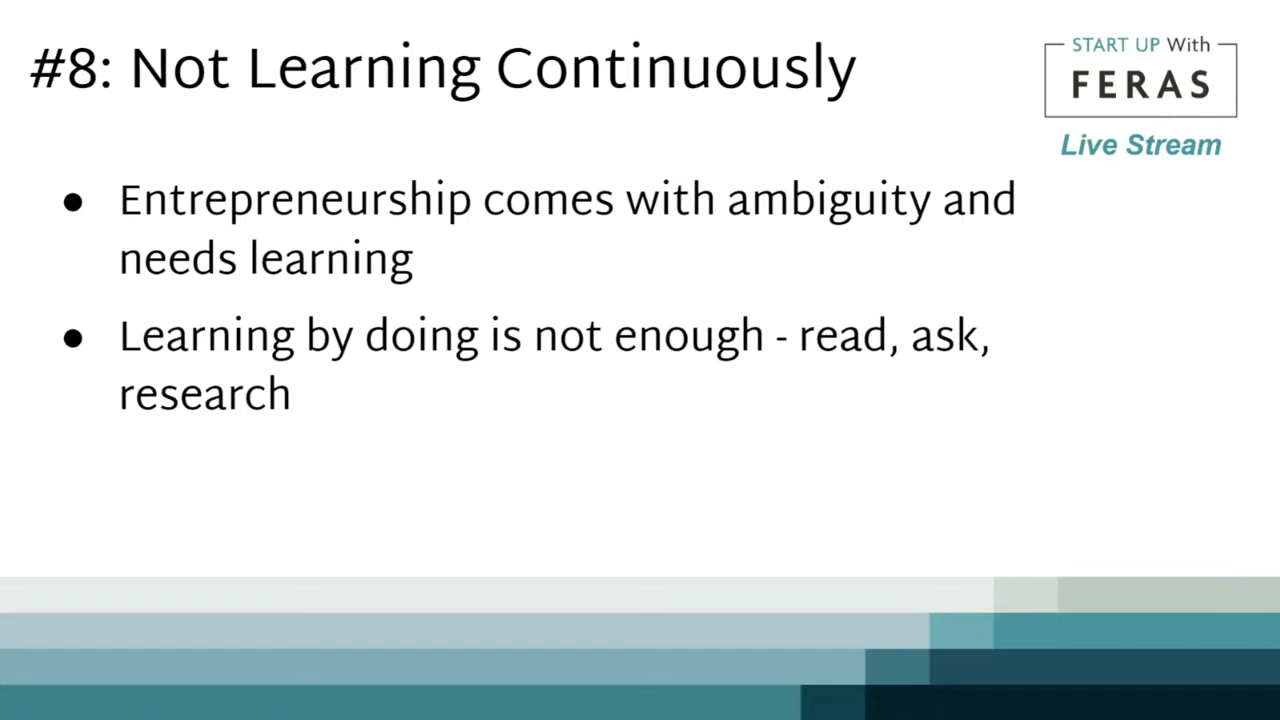 #8: Not Learning Continuously
START UP With
FERAS
Live Stream
● Entrepreneurship comes with ambiguity and
needs learning
● Learning by doing is not enough - read, ask,
research